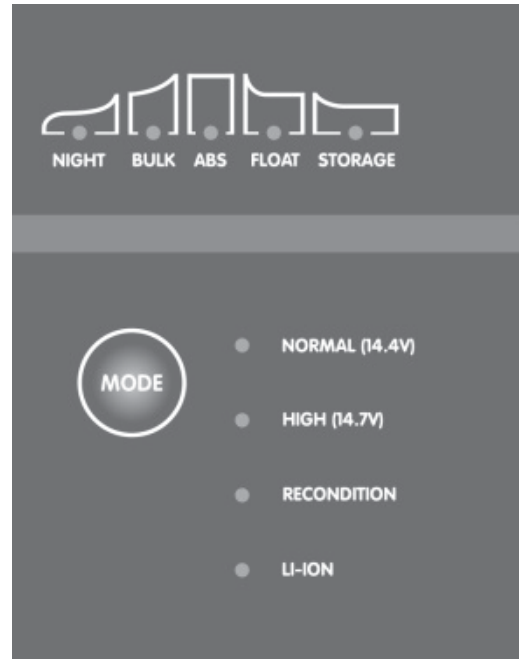 NIGHT BULK ABS FLOAT STORAGE
MODE
NORMAL (14.4V)
HIGH (14.7V)
RECONDITION
LI-ION